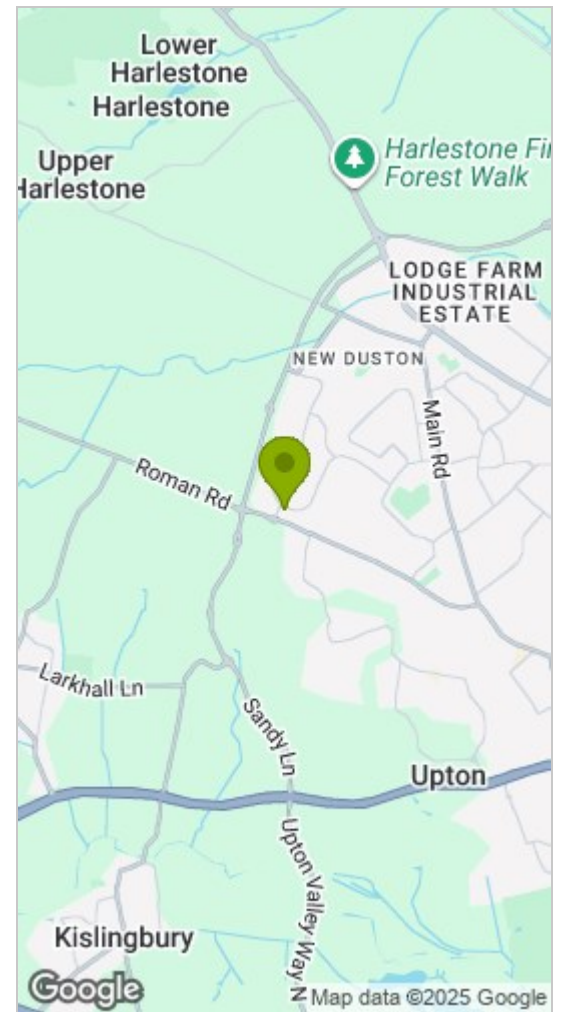 Lower
Harlestone
Harlestone
Upper
Harlestone
Harlestone Fir
Forest Walk
LODGE FARM
INDUSTRIAL
ESTATE
NEW DUSTON
Main Rd
Roman Rd
Larkhall Ln
Sandy Ln
Upton
Upton Valley Way N
Kislingbury
Google
Map data ©2025 Google